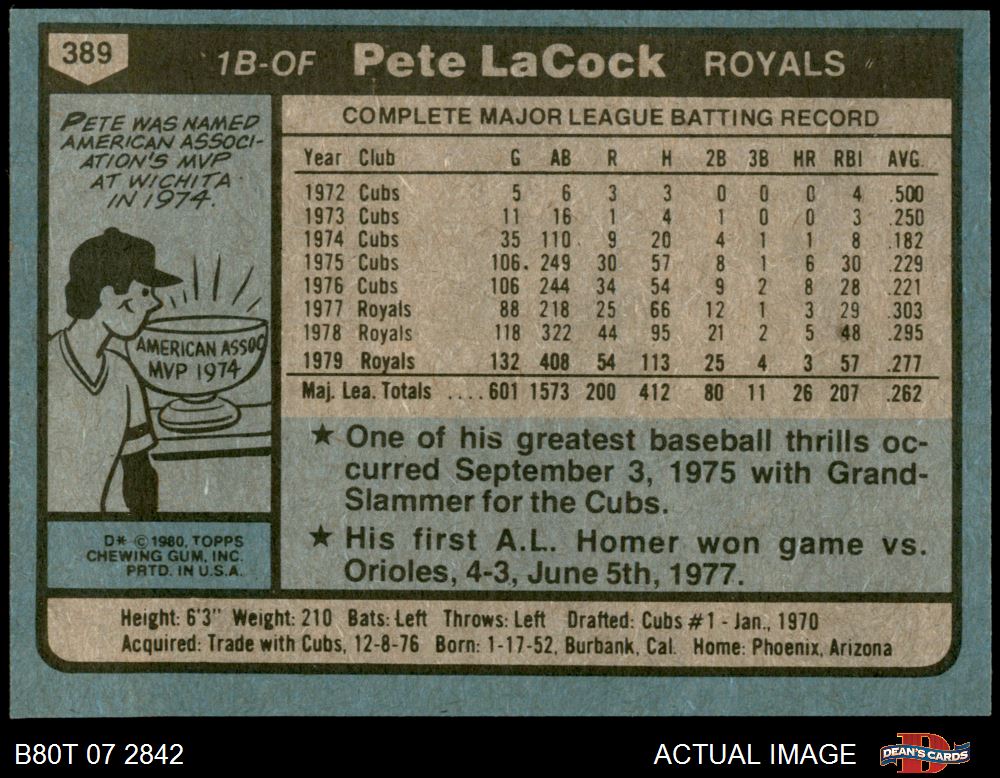 389
1B-OF Pete LaCock ROYALS
PETE WAS NAMED
AMERICAN ASSOCI-
ATION'S MVP
AT WICHITA
IN 1974.
AMERICAN ASSOC
MVP 1974
D* © 1980, TOPPS
CHEWING GUM, INC.
PRTD. IN U.S.A.
COMPLETE MAJOR LEAGUE BATTING RECORD
Year Club G AB R H 2B 3B HR RBI AVG.
1972 Cubs 5 6 3 3 0 0 0 4 .500
1973 Cubs 11 16 1 4 1 0 0 3 .250
1974 Cubs 35 110 9 20 4 1 1 8 .182
1975 Cubs 106 249 30 57 8 1 6 30 .229
1976 Cubs 106 244 34 54 9 2 8 28 .221
1977 Royals 88 218 25 66 12 1 3 29 .303
1978 Royals 118 322 44 95 21 2 5 48 .295
1979 Royals 132 408 54 113 25 4 3 57 .277
Maj. Lea. Totals ....601 1573 200 412 80 11 26 207 .262
★ One of his greatest baseball thrills oc-
curred September 3, 1975 with Grand-
Slammer for the Cubs.
★ His first A.L. Homer won game vs.
Orioles, 4-3, June 5th, 1977.
Height: 6'3" Weight: 210 Bats: Left Throws: Left Drafted: Cubs #1 - Jan., 1970
Acquired: Trade with Cubs, 12-8-76 Born: 1-17-52, Burbank, Cal. Home: Phoenix, Arizona
B80T 07 2842
ACTUAL IMAGE
D
DEAN'S CARDS